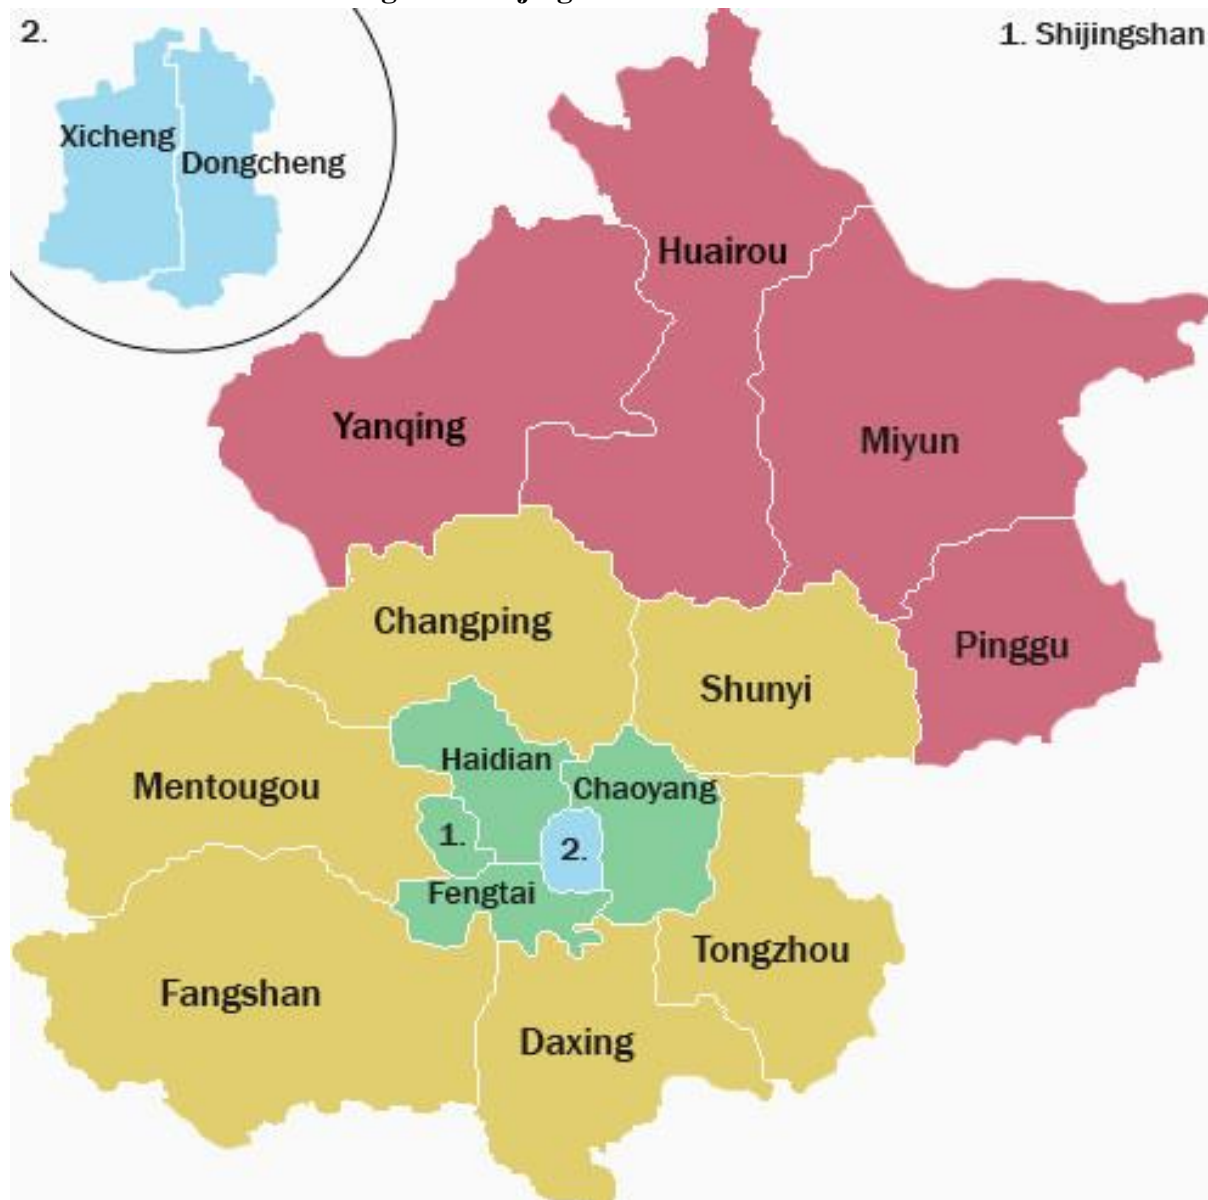 2.
1. Shijingshan
Xicheng
Dongcheng
Huairou
Yanqing
Miyun
Changping
Pinggu
Shunyi
Haidian
Mentougou
Chaoyang
1.
2.
Fengtai
Tongzhou
Fangshan
Daxing